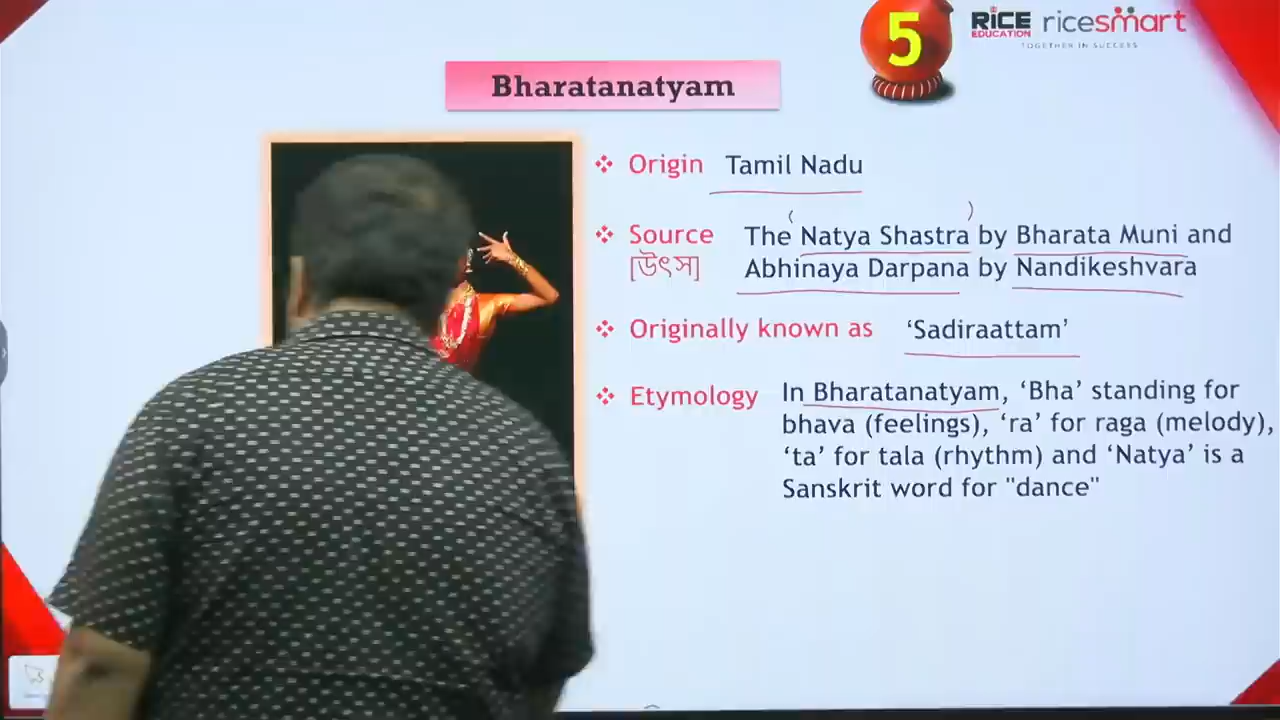 5
RICE
EDUCATION
ricesmart
TOGETHER IN SUCCESS
Bharatanatyam
Origin Tamil Nadu
Source The Natya Shastra by Bharata Muni and
[উৎস] Abhinaya Darpana by Nandikeshvara
Originally known as ‘Sadiraattam’
Etymology In Bharatanatyam, ‘Bha’ standing for
bhava (feelings), ‘ra’ for raga (melody),
‘ta’ for tala (rhythm) and ‘Natya’ is a
Sanskrit word for "dance"